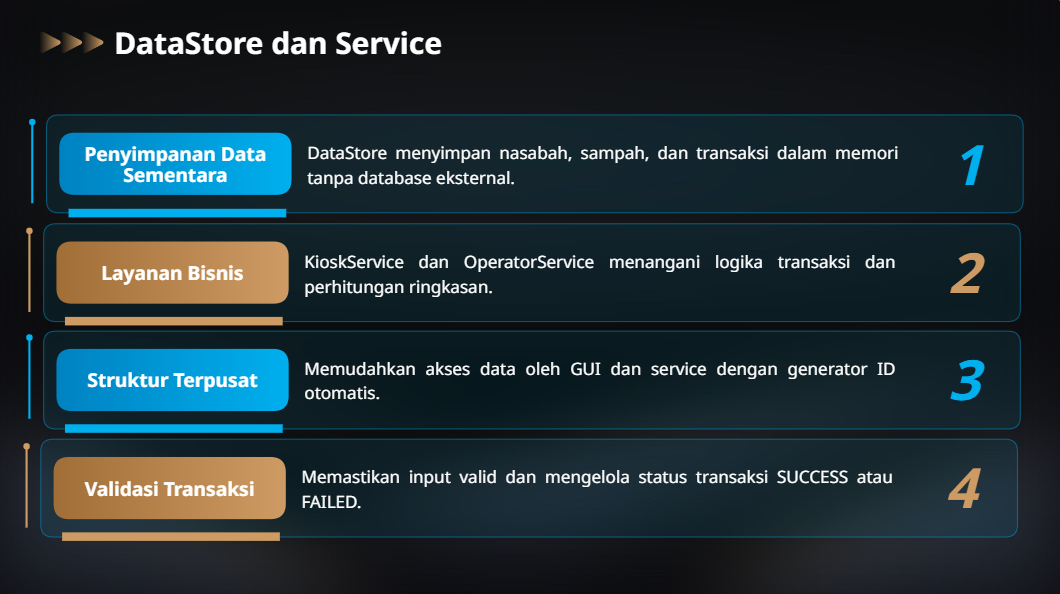 DataStore dan Service
Penyimpanan Data
Sementara
DataStore menyimpan nasabah, sampah, dan transaksi dalam memori
tanpa database eksternal.
1
Layanan Bisnis
KioskService dan OperatorService menangani logika transaksi dan
perhitungan ringkasan.
2
Struktur Terpusat
Memudahkan akses data oleh GUI dan service dengan generator ID
otomatis.
3
Validasi Transaksi
Memastikan input valid dan mengelola status transaksi SUCCESS atau
FAILED.
4